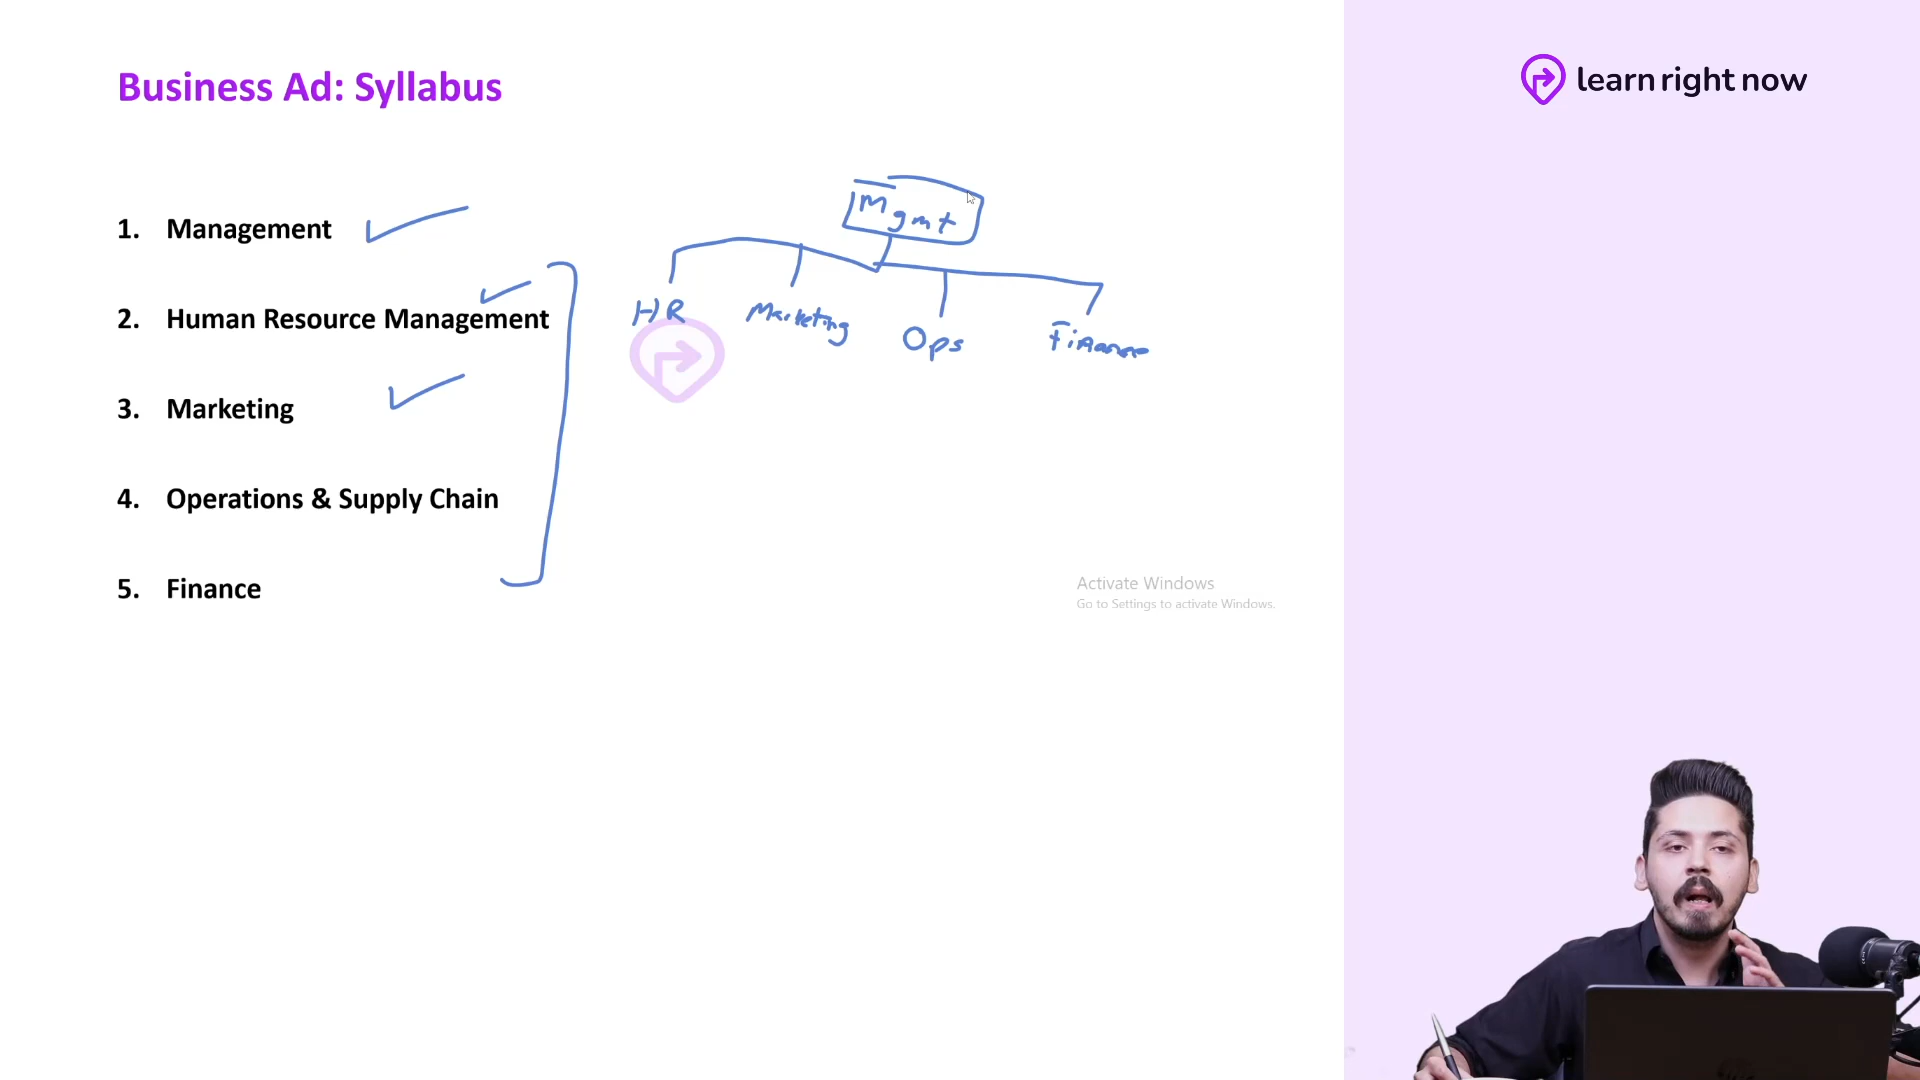 Business Ad: Syllabus
learn right now
1. Management
2. Human Resource Management
3. Marketing
4. Operations & Supply Chain
5. Finance
Mgmt
HR
Marketing
Ops
Finance
Activate Windows
Go to Settings to activate Windows.